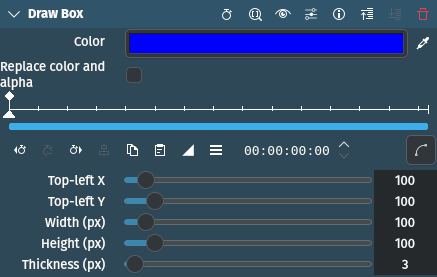 Draw Box
Color
Replace color and
alpha
00:00:00:00
Top-left X 100
Top-left Y 100
Width (px) 100
Height (px) 100
Thickness (px) 3